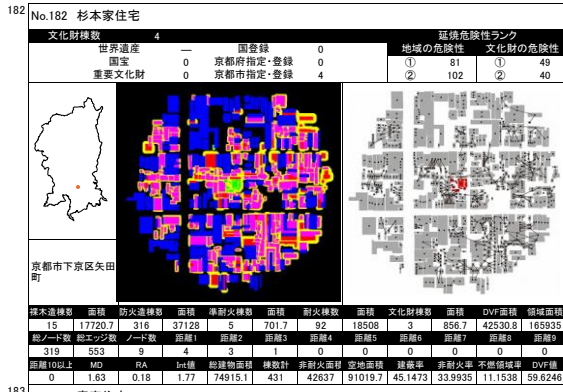 182
No.182 杉本家住宅
文化財棟数 4 延焼危険性ランク
世界遺産 — 国登録 0 地域の危険性 文化財の危険性
国宝 0 京都府指定・登録 0 ① 81 ① 49
重要文化財 0 京都市指定・登録 4 ② 102 ② 40
京都市下京区矢田
町
裸木造棟数 面積 防火造棟数 面積 準耐火棟数 面積 耐火棟数 面積 文化財棟数 面積 DVF面積 領域面積
15 17720.7 316 37128 5 701.7 92 18508 3 856.7 42530.8 165935
総ノード数 総エッジ数 ノード数 距離1 距離2 距離3 距離4 距離5 距離6 距離7 距離8 距離9
319 553 9 4 3 1 0 0 0 0 0 0
距離10以上 MD RA Int値 総建物面積 棟数計 非耐火面積 空地面積 建蔽率 非耐火率 不燃領域率 DVF値
0 1.63 0.18 1.77 74915.1 431 42637 91019.7 45.1473 33.9935 11.1538 59.6246
183